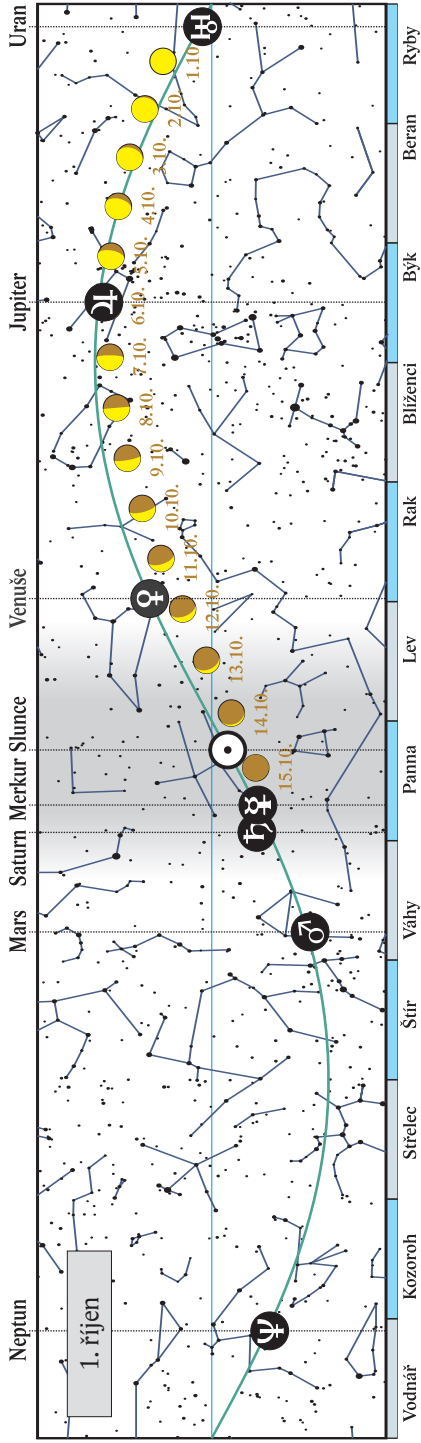 Neptun Mars Saturn Merkur Slunce Venuše Jupiter Uran
1. říjen
15.10. 14.10. 13.10. 12.10. 11.10. 10.10. 9.10. 8.10. 7.10. 6.10. 5.10. 4.10. 3.10. 2.10. 1.10.
Vodnář Kozoroh Střelec Štír Váhy Panna Lev Rak Blíženci Býk Beran Ryby